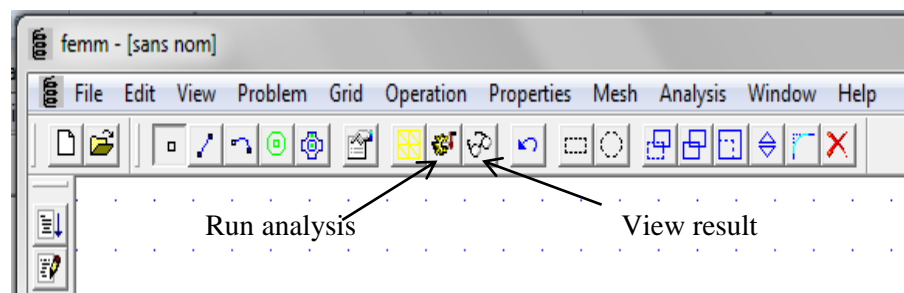 femm - [sans nom]
File Edit View Problem Grid Operation Properties Mesh Analysis Window Help
Run analysis View result